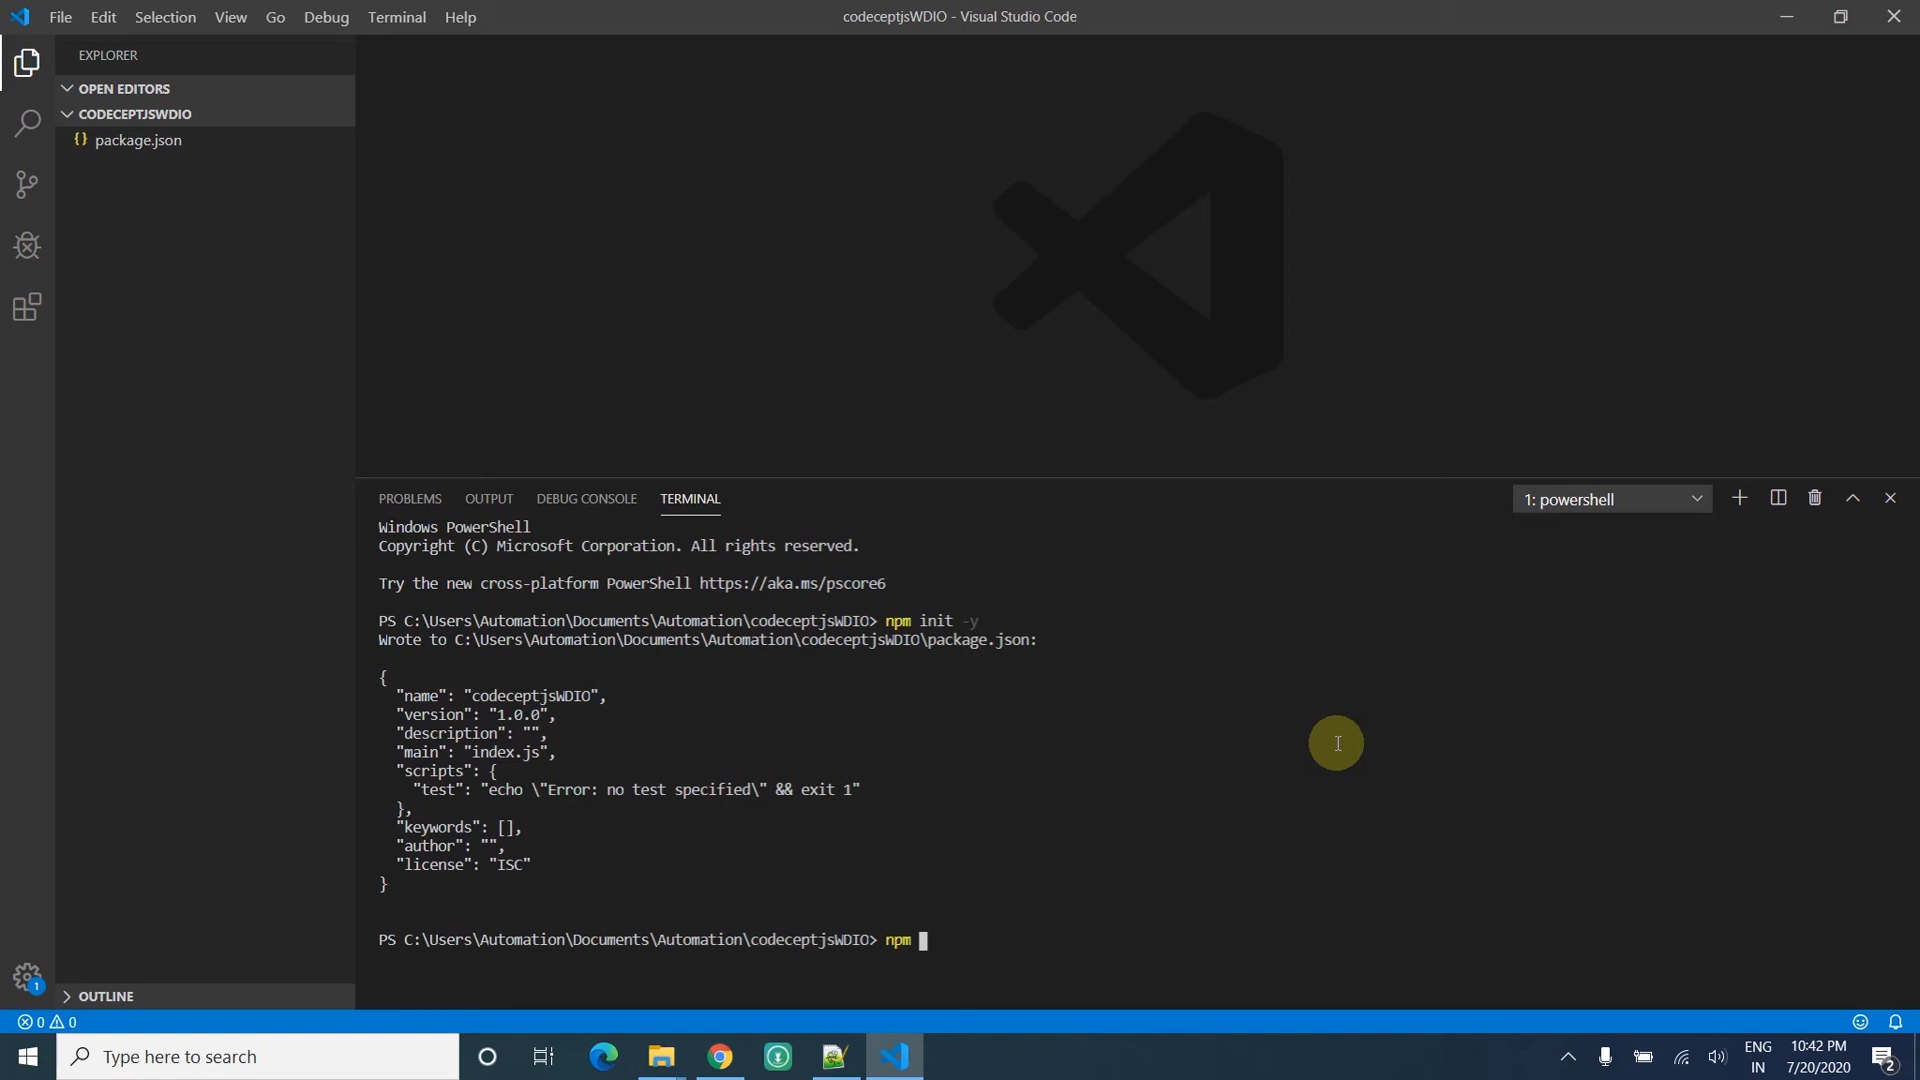 File Edit Selection View Go Debug Terminal Help
codeceptjsWDIO - Visual Studio Code
EXPLORER
OPEN EDITORS
CODECEPTJSWDIO
{} package.json
PROBLEMS OUTPUT DEBUG CONSOLE TERMINAL
1: powershell
Windows PowerShell
Copyright (C) Microsoft Corporation. All rights reserved.
Try the new cross-platform PowerShell https://aka.ms/pscore6
PS C:\Users\Automation\Documents\Automation\codeceptjsWDIO> npm init -y
Wrote to C:\Users\Automation\Documents\Automation\codeceptjsWDIO\package.json:
{
"name": "codeceptjsWDIO",
"version": "1.0.0",
"description": "",
"main": "index.js",
"scripts": {
"test": "echo \"Error: no test specified\" && exit 1"
},
"keywords": [],
"author": "",
"license": "ISC"
}
PS C:\Users\Automation\Documents\Automation\codeceptjsWDIO> npm
1
OUTLINE
0 0
Type here to search
ENG
IN
10:42 PM
7/20/2020
2